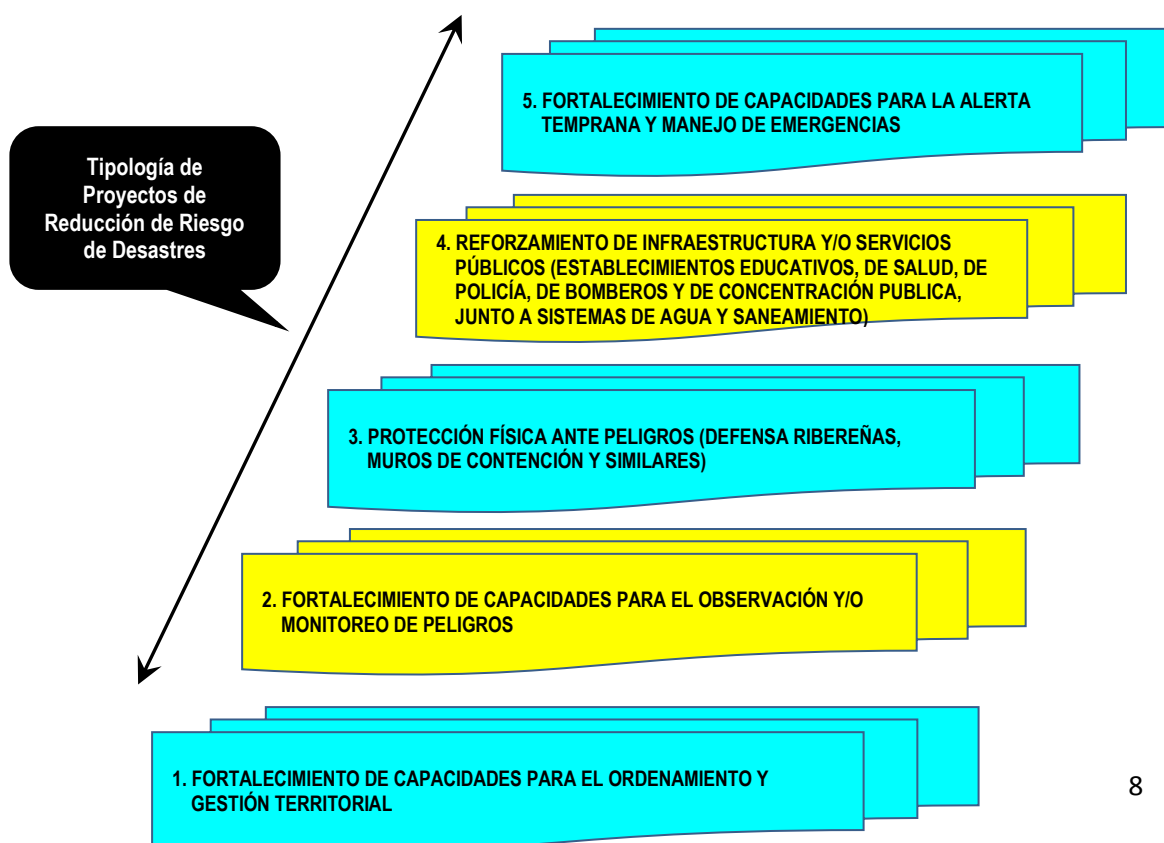 5. FORTALECIMIENTO DE CAPACIDADES PARA LA ALERTA
TEMPRANA Y MANEJO DE EMERGENCIAS
Tipología de
Proyectos de
Reducción de Riesgo
de Desastres
4. REFORZAMIENTO DE INFRAESTRUCTURA Y/O SERVICIOS
PÚBLICOS (ESTABLECIMIENTOS EDUCATIVOS, DE SALUD, DE
POLICÍA, DE BOMBEROS Y DE CONCENTRACIÓN PUBLICA,
JUNTO A SISTEMAS DE AGUA Y SANEAMIENTO)
3. PROTECCIÓN FÍSICA ANTE PELIGROS (DEFENSA RIBEREÑAS,
MUROS DE CONTENCIÓN Y SIMILARES)
2. FORTALECIMIENTO DE CAPACIDADES PARA EL OBSERVACIÓN Y/O
MONITOREO DE PELIGROS
1. FORTALECIMIENTO DE CAPACIDADES PARA EL ORDENAMIENTO Y
GESTIÓN TERRITORIAL
8